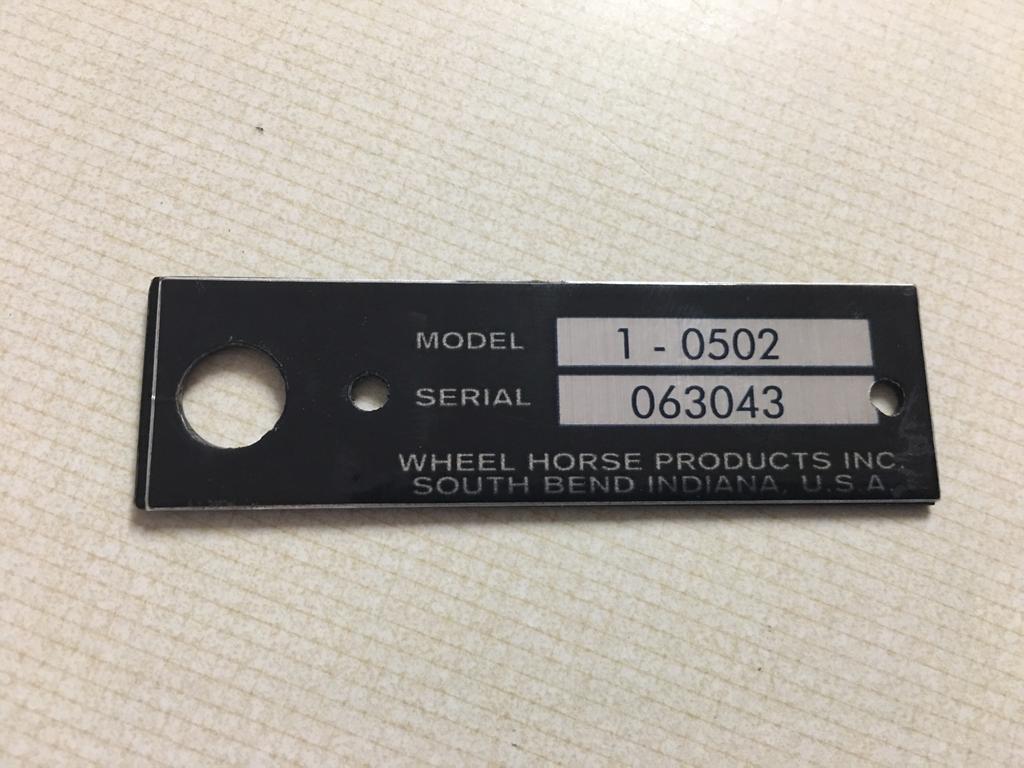 MODEL 1 - 0502
SERIAL 063043
WHEEL HORSE PRODUCTS INC.
SOUTH BEND INDIANA, U.S.A.